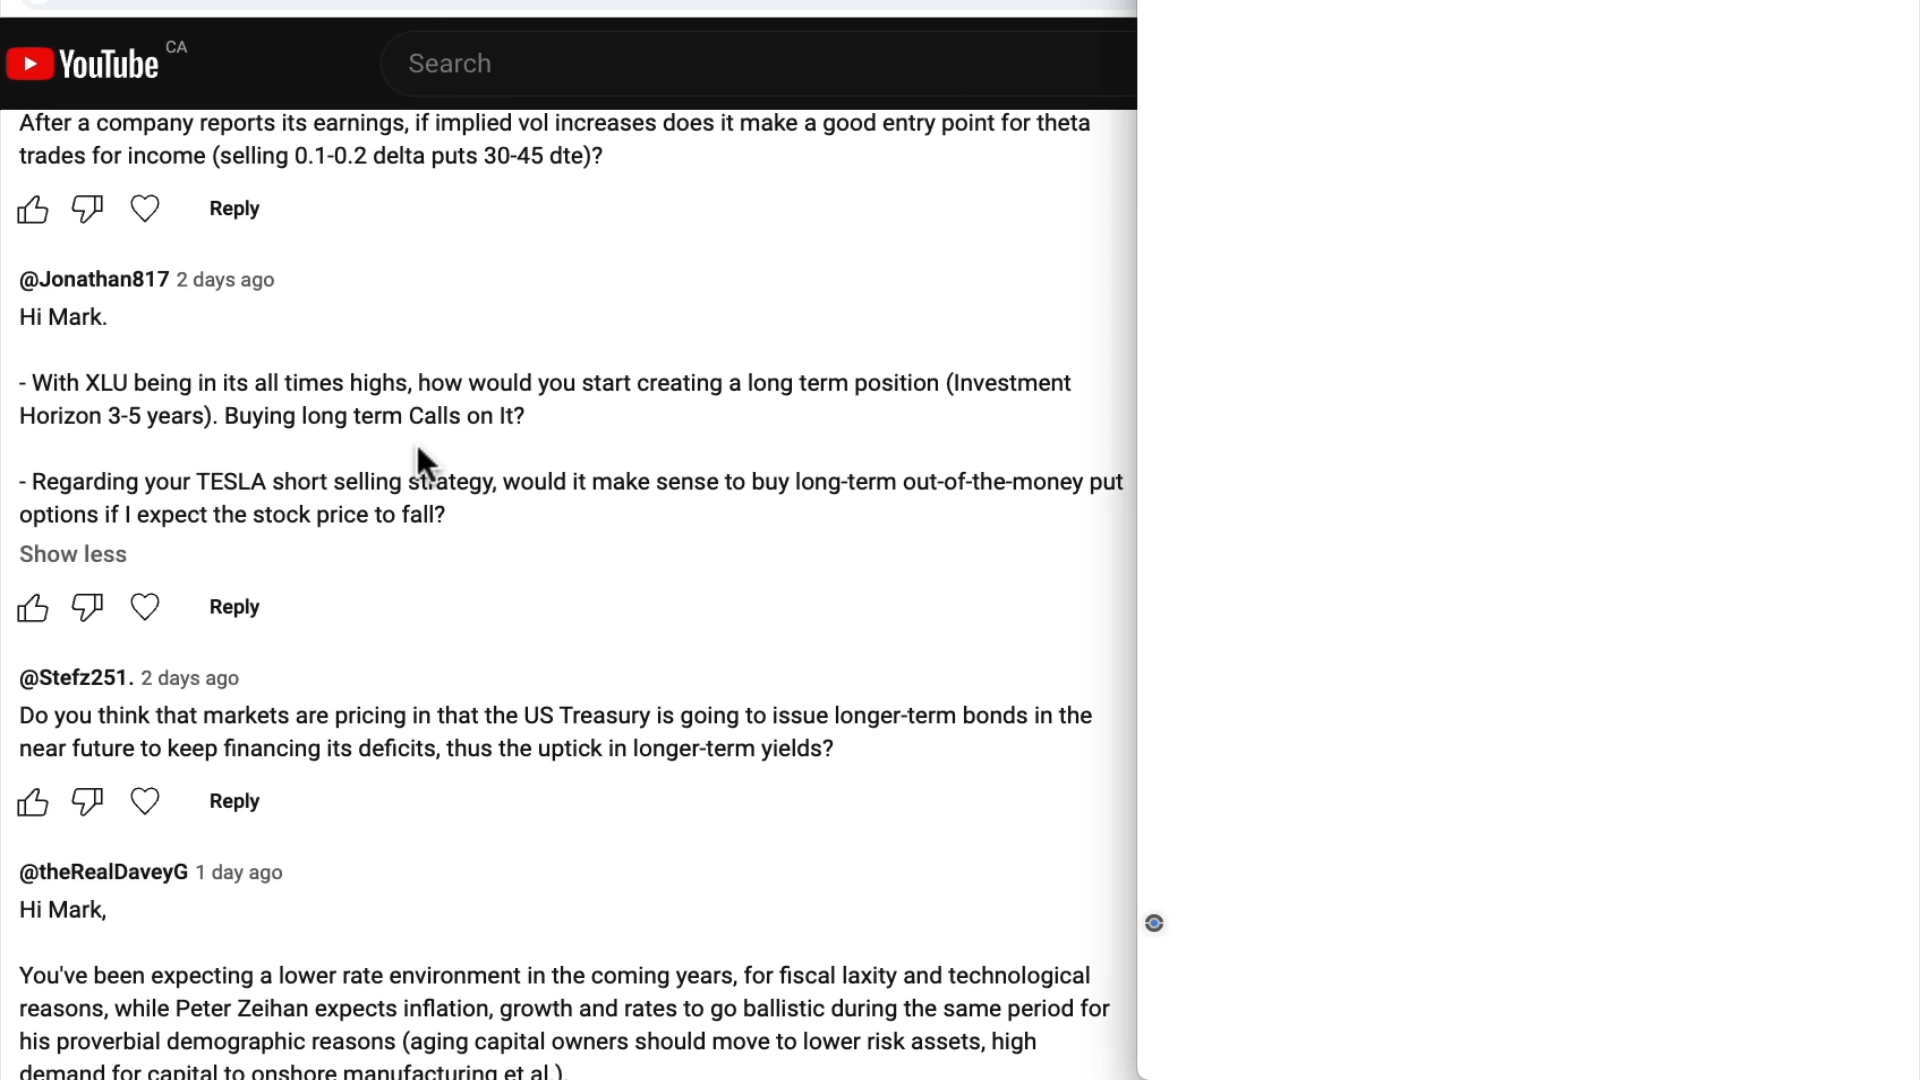 YouTube CA
Search
After a company reports its earnings, if implied vol increases does it make a good entry point for theta
trades for income (selling 0.1-0.2 delta puts 30-45 dte)?
Reply
@Jonathan817 2 days ago
Hi Mark.
- With XLU being in its all times highs, how would you start creating a long term position (Investment
Horizon 3-5 years). Buying long term Calls on It?
- Regarding your TESLA short selling strategy, would it make sense to buy long-term out-of-the-money put
options if I expect the stock price to fall?
Show less
Reply
@Stefz251. 2 days ago
Do you think that markets are pricing in that the US Treasury is going to issue longer-term bonds in the
near future to keep financing its deficits, thus the uptick in longer-term yields?
Reply
@theRealDaveyG 1 day ago
Hi Mark,
You've been expecting a lower rate environment in the coming years, for fiscal laxity and technological
reasons, while Peter Zeihan expects inflation, growth and rates to go ballistic during the same period for
his proverbial demographic reasons (aging capital owners should move to lower risk assets, high
demand for capital to onshore manufacturing et al.).